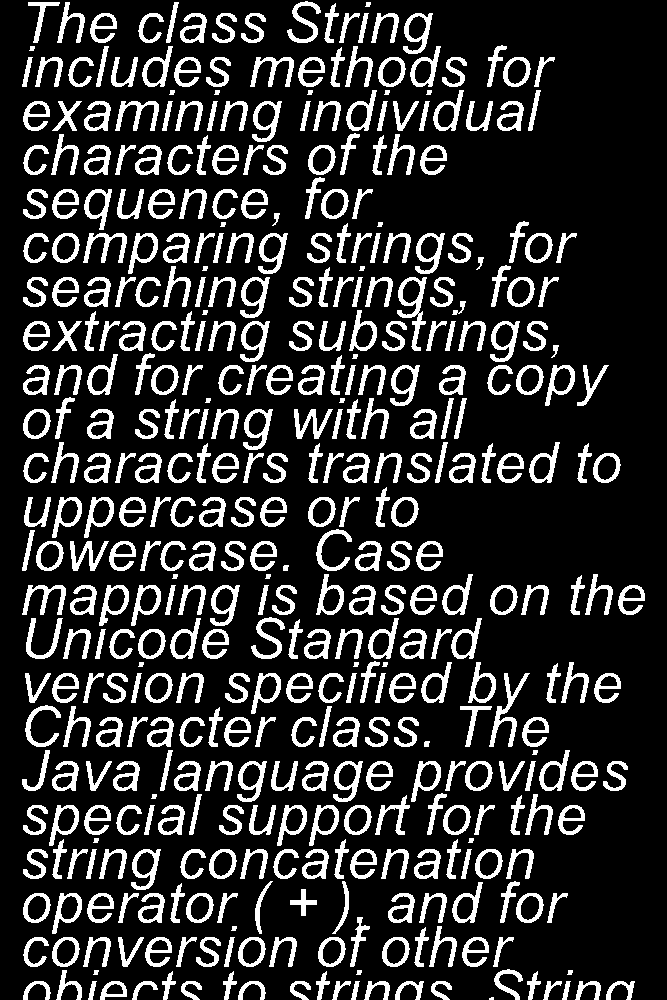 The class String
includes methods for
examining individual
characters of the
sequence, for
comparing strings, for
searching strings, for
extracting substrings,
and for creating a copy
of a string with all
characters translated to
uppercase or to
lowercase. Case
mapping is based on the
Unicode Standard
version specified by the
Character class. The
Java language provides
special support for the
string concatenation
operator ( + ), and for
conversion of other
objects to strings. String